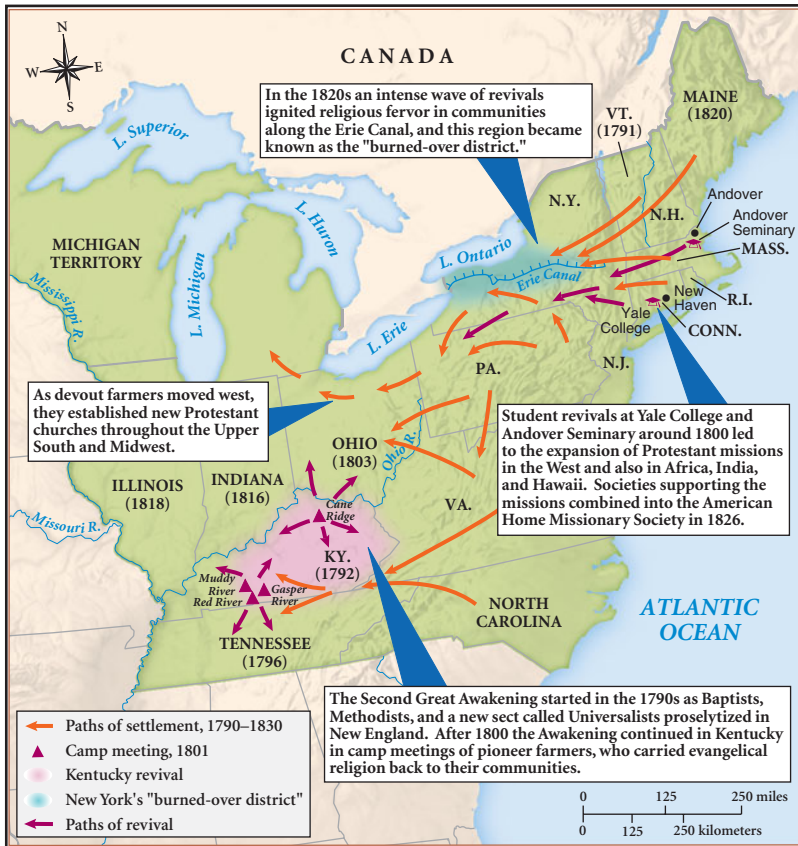 N
W
E
S
CANADA
In the 1820s an intense wave of revivals
ignited religious fervor in communities
along the Erie Canal, and this region became
known as the "burned-over district."
VT.
(1791)
MAINE
(1820)
L. Superior
L. Huron
L. Michigan
L. Ontario
L. Erie
N.Y.
N.H.
Andover
Andover
Seminary
MASS.
MICHIGAN
TERRITORY
Mississippi R.
Erie Canal
New
Haven
R.I.
Yale
College
CONN.
N.J.
PA.
As devout farmers moved west,
they established new Protestant
churches throughout the Upper
South and Midwest.
Student revivals at Yale College and
Andover Seminary around 1800 led
to the expansion of Protestant missions
in the West and also in Africa, India,
and Hawaii. Societies supporting the
missions combined into the American
Home Missionary Society in 1826.
OHIO
(1803)
Ohio R.
INDIANA
(1816)
ILLINOIS
(1818)
Missouri R.
VA.
Cane
Ridge
KY.
(1792)
Muddy
River
Red River
Gasper
River
TENNESSEE
(1796)
NORTH
CAROLINA
ATLANTIC
OCEAN
The Second Great Awakening started in the 1790s as Baptists,
Methodists, and a new sect called Universalists proselytized in
New England. After 1800 the Awakening continued in Kentucky
in camp meetings of pioneer farmers, who carried evangelical
religion back to their communities.
Paths of settlement, 1790–1830
Camp meeting, 1801
Kentucky revival
New York's "burned-over district"
Paths of revival
0 125 250 miles
0 125 250 kilometers